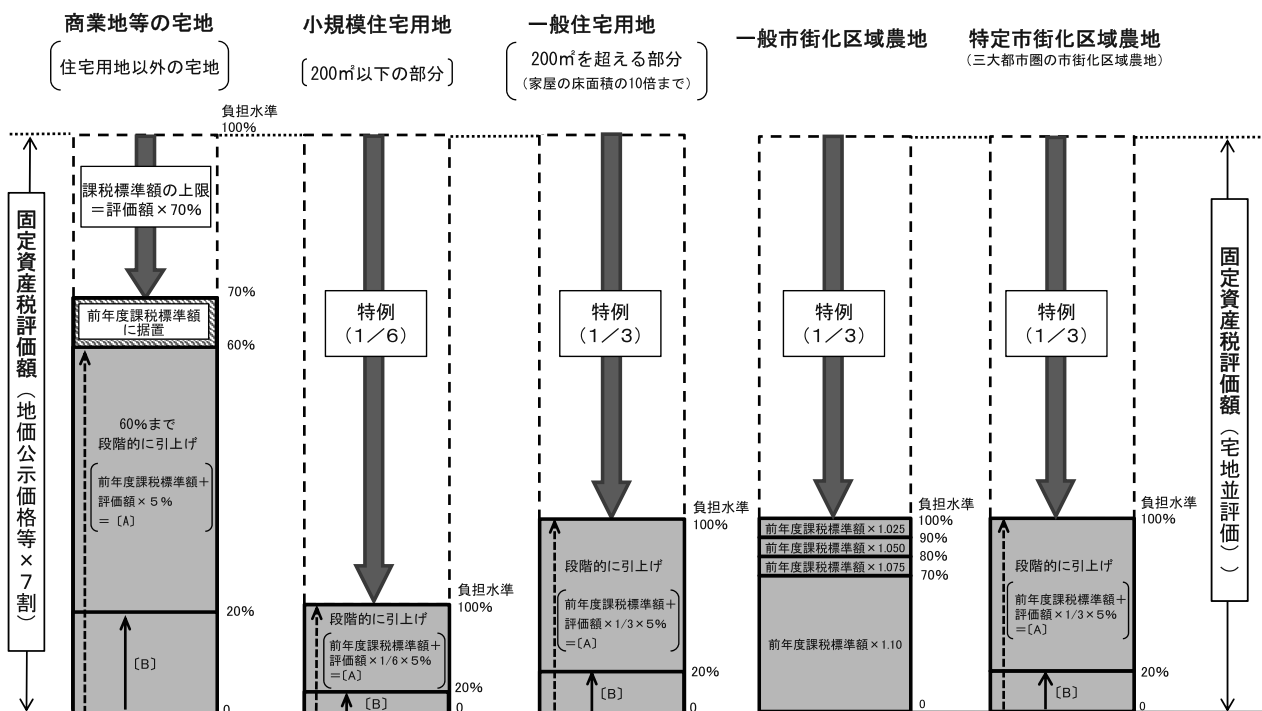 商業地等の宅地
住宅用地以外の宅地
負担水準
100%
課税標準額の上限
＝評価額×70%
70%
前年度課税標準額
に据置
60%
60%まで
段階的に引上げ
前年度課税標準額＋
評価額×５%
＝〔A〕
20%
〔B〕
0
固定資産税評価額（地価公示価格等×７割）
小規模住宅用地
200㎡以下の部分
特例
（１／６）
負担水準
100%
段階的に引上げ
前年度課税標準額＋
評価額×1/6×5%
＝〔A〕
20%
〔B〕
0
一般住宅用地
200㎡を超える部分
（家屋の床面積の10倍まで）
特例
（１／３）
負担水準
100%
段階的に引上げ
前年度課税標準額＋
評価額×1/3×5%
＝〔A〕
20%
〔B〕
0
一般市街化区域農地
特例
（１／３）
負担水準
100%
前年度課税標準額×1.025
90%
前年度課税標準額×1.050
80%
前年度課税標準額×1.075
70%
前年度課税標準額×1.10
0
特定市街化区域農地
（三大都市圏の市街化区域農地）
特例
（１／３）
負担水準
100%
段階的に引上げ
前年度課税標準額＋
評価額×1/3×5%
＝〔A〕
20%
〔B〕
0
固定資産税評価額（宅地並評価）